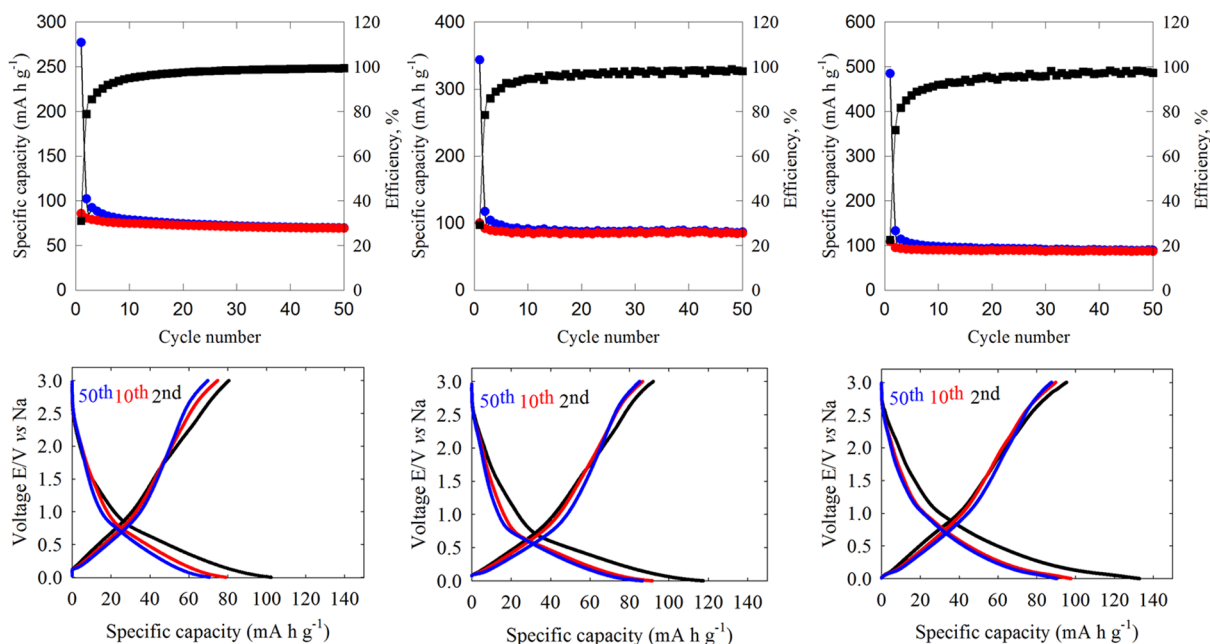 300
250
200
150
100
50
0
Specific capacity (mA h g-1)
0 10 20 30 40 50
Cycle number
120
100
80
60
40
20
0
Efficiency, %
400
300
200
100
0
Specific capacity (mA h g-1)
0 10 20 30 40 50
Cycle number
120
100
80
60
40
20
0
Efficiency, %
600
500
400
300
200
100
0
Specific capacity (mA h g-1)
0 10 20 30 40 50
Cycle number
120
100
80
60
40
20
0
Efficiency, %
3.0
2.5
2.0
1.5
1.0
0.5
0.0
Voltage E/V vs Na
50th 10th 2nd
0 20 40 60 80 100 120 140
Specific capacity (mA h g-1)
3.0
2.5
2.0
1.5
1.0
0.5
0.0
Voltage E/V vs Na
50th 10th 2nd
0 20 40 60 80 100 120 140
Specific capacity (mA h g-1)
3.0
2.5
2.0
1.5
1.0
0.5
0.0
Voltage E/V vs Na
50th 10th 2nd
0 20 40 60 80 100 120 140
Specific capacity (mA h g-1)